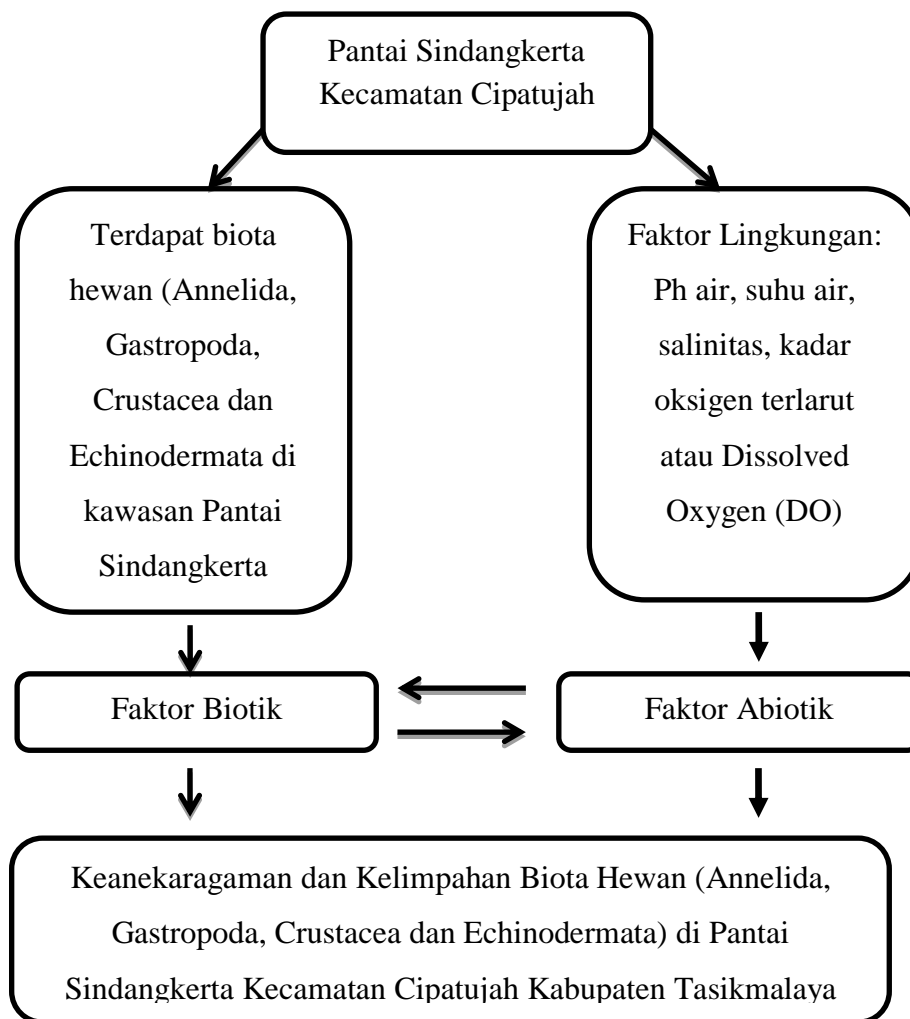 Pantai Sindangkerta
Kecamatan Cipatujah
Terdapat biota
hewan (Annelida,
Gastropoda,
Crustacea dan
Echinodermata di
kawasan Pantai
Sindangkerta
Faktor Lingkungan:
Ph air, suhu air,
salinitas, kadar
oksigen terlarut
atau Dissolved
Oxygen (DO)
Faktor Biotik
Faktor Abiotik
Keanekaragaman dan Kelimpahan Biota Hewan (Annelida,
Gastropoda, Crustacea dan Echinodermata) di Pantai
Sindangkerta Kecamatan Cipatujah Kabupaten Tasikmalaya